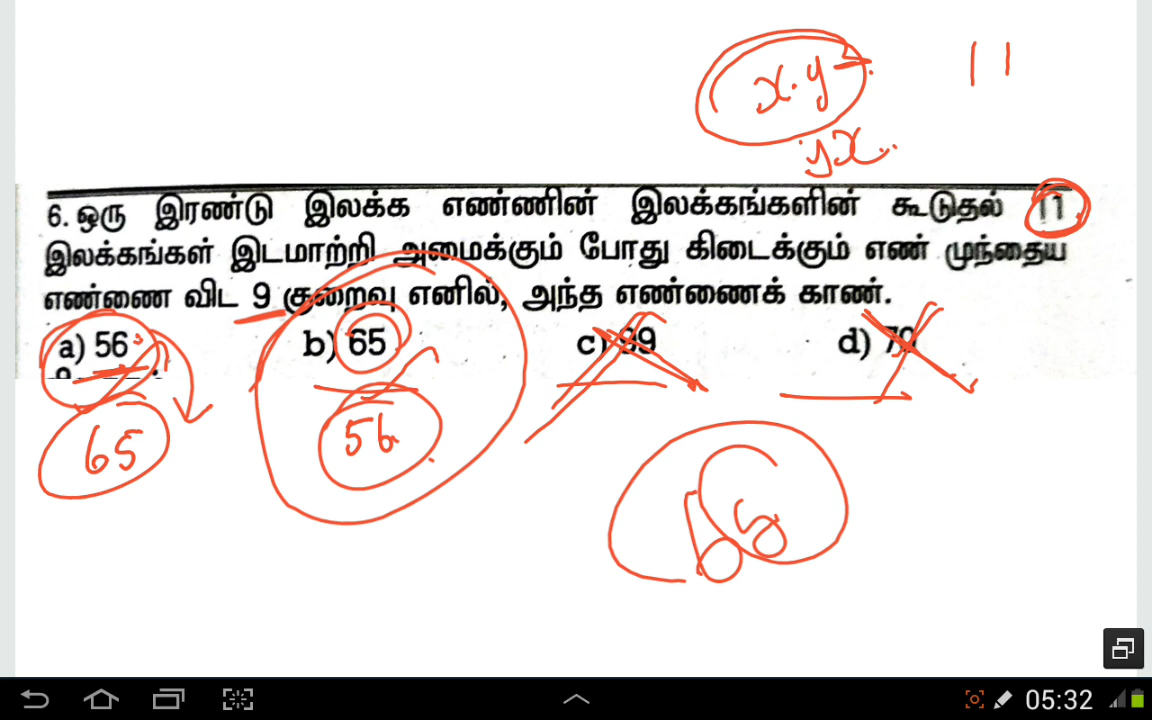 x.y= 11
yx..
6. ஒரு இரண்டு இலக்க எண்ணின் இலக்கங்களின் கூடுதல் 11
இலக்கங்கள் இடமாற்றி அமைக்கும் போது கிடைக்கும் எண் முந்தைய
எண்ணை விட 9 குறைவு எனில், அந்த எண்ணைக் காண்.
a) 56 b) 65 c) d)
65 56
05:32